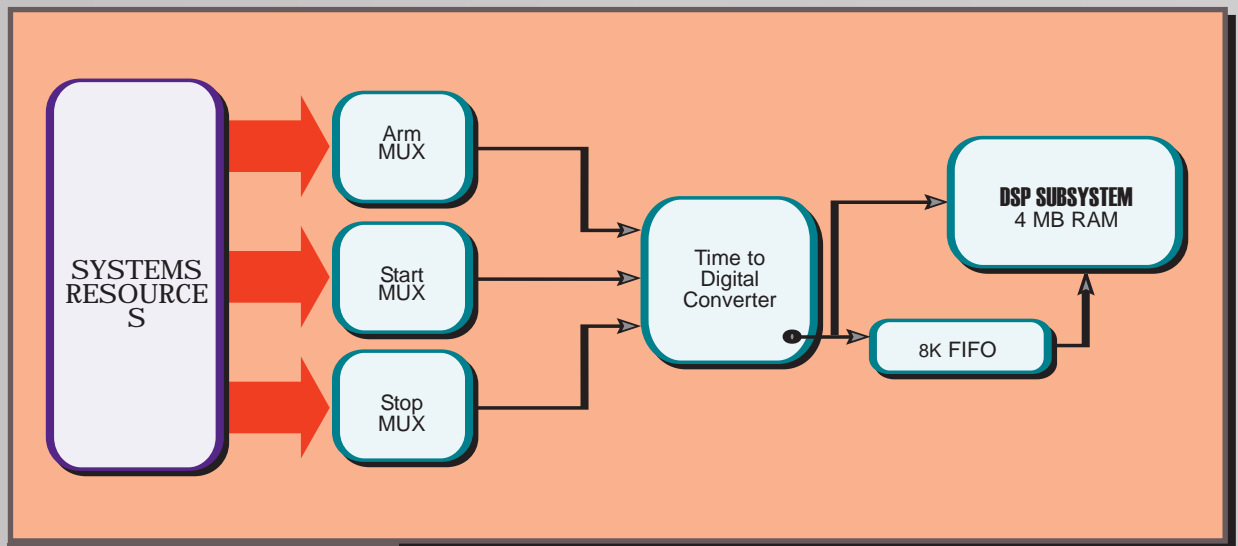 SYSTEMS
RESOURCE
S
Arm
MUX
Start
MUX
Stop
MUX
Time to
Digital
Converter
DSP SUBSYSTEM
4 MB RAM
8K FIFO